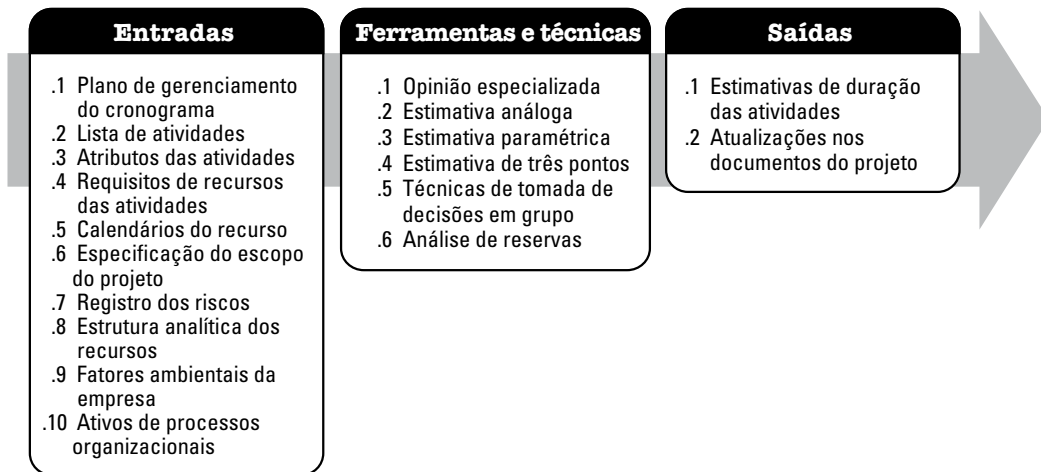 Entradas
.1 Plano de gerenciamento
do cronograma
.2 Lista de atividades
.3 Atributos das atividades
.4 Requisitos de recursos
das atividades
.5 Calendários do recurso
.6 Especificação do escopo
do projeto
.7 Registro dos riscos
.8 Estrutura analítica dos
recursos
.9 Fatores ambientais da
empresa
.10 Ativos de processos
organizacionais
Ferramentas e técnicas
.1 Opinião especializada
.2 Estimativa análoga
.3 Estimativa paramétrica
.4 Estimativa de três pontos
.5 Técnicas de tomada de
decisões em grupo
.6 Análise de reservas
Saídas
.1 Estimativas de duração
das atividades
.2 Atualizações nos
documentos do projeto